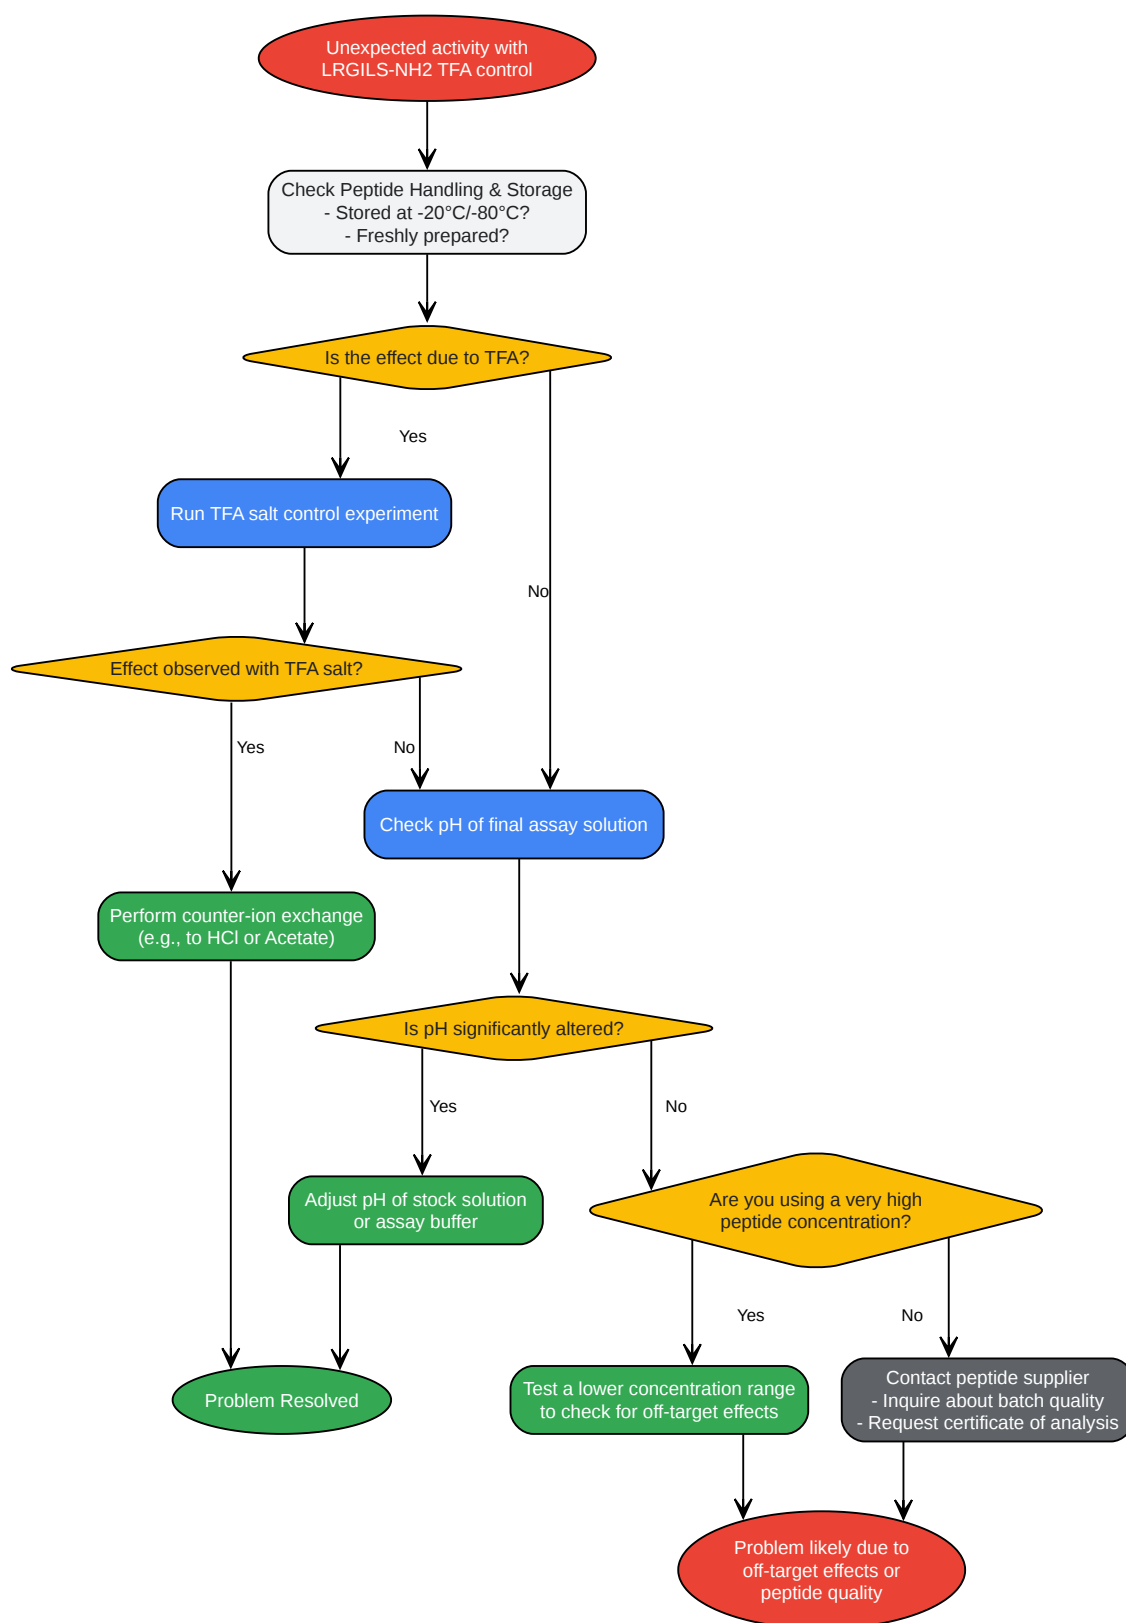 Unexpected activity with
LRGILS-NH2 TFA control
Check Peptide Handling & Storage
- Stored at -20°C/-80°C?
- Freshly prepared?
Is the effect due to TFA?
Yes
Run TFA salt control experiment
No
Effect observed with TFA salt?
Yes
No
Check pH of final assay solution
Perform counter-ion exchange
(e.g., to HCl or Acetate)
Is pH significantly altered?
Yes
No
Adjust pH of stock solution
or assay buffer
Are you using a very high
peptide concentration?
Yes
No
Problem Resolved
Test a lower concentration range
to check for off-target effects
Contact peptide supplier
- Inquire about batch quality
- Request certificate of analysis
Problem likely due to
off-target effects or
peptide quality